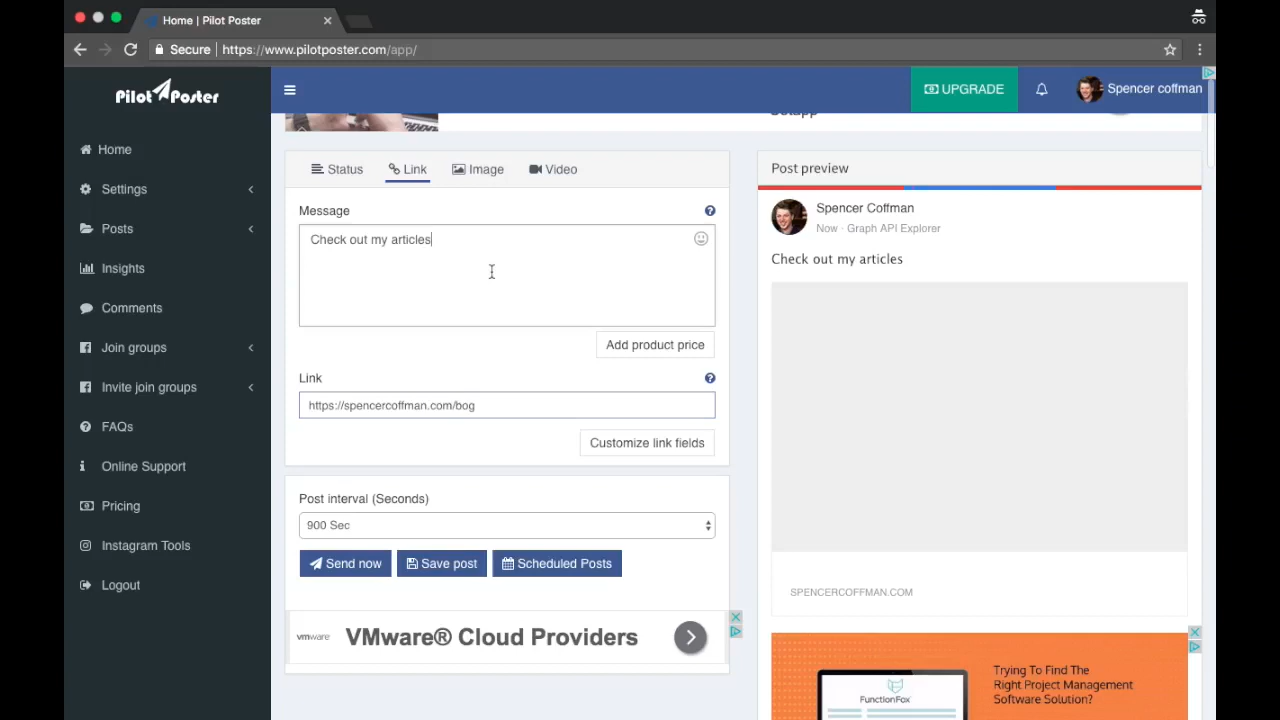 Home | Pilot Poster
Secure
https://www.pilotposter.com/app/
Pilot Poster
UPGRADE
Spencer coffman
Home
Settings
Posts
Insights
Comments
Join groups
Invite join groups
FAQs
Online Support
Pricing
Instagram Tools
Logout
Status
Link
Image
Video
Message
Check out my articles
Add product price
Link
https://spencercoffman.com/bog
Customize link fields
Post interval (Seconds)
900 Sec
Send now
Save post
Scheduled Posts
vmware
VMware® Cloud Providers
Post preview
Spencer Coffman
Now · Graph API Explorer
Check out my articles
SPENCERCOFFMAN.COM
FunctionFox
Trying To Find The
Right Project Management
Software Solution?